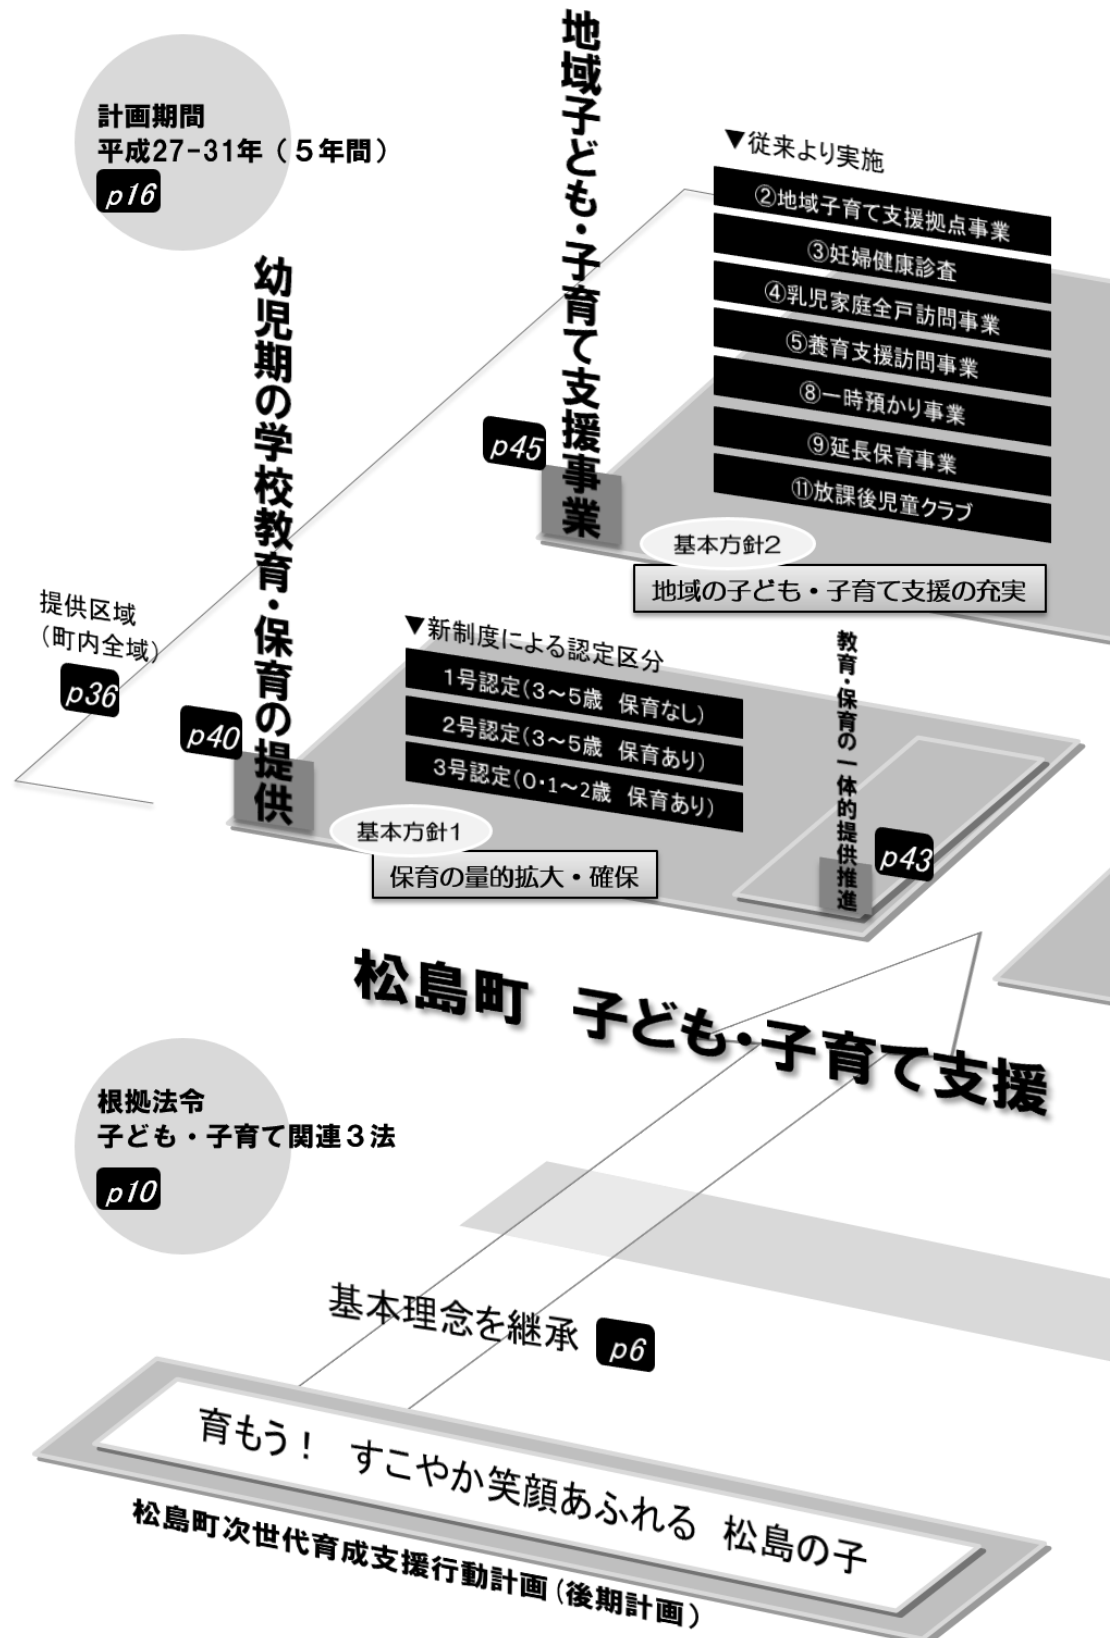 計画期間
平成27-31年（５年間）
p16
地域子ども・子育て支援事業
p45
▼従来より実施
②地域子育て支援拠点事業
③妊婦健康診査
④乳児家庭全戸訪問事業
⑤養育支援訪問事業
⑧一時預かり事業
⑨延長保育事業
⑪放課後児童クラブ
基本方針2
地域の子ども・子育て支援の充実
幼児期の学校教育・保育の提供
提供区域
（町内全域）
p36
p40
▼新制度による認定区分
1号認定(3～5歳　保育なし)
2号認定(3～5歳　保育あり)
3号認定(0・1～2歳　保育あり)
基本方針1
保育の量的拡大・確保
教育・保育の一体的提供推進
p43
松島町　子ども・子育て支援
根拠法令
子ども・子育て関連３法
p10
基本理念を継承
p6
育もう！　すこやか笑顔あふれる　松島の子
松島町次世代育成支援行動計画(後期計画)